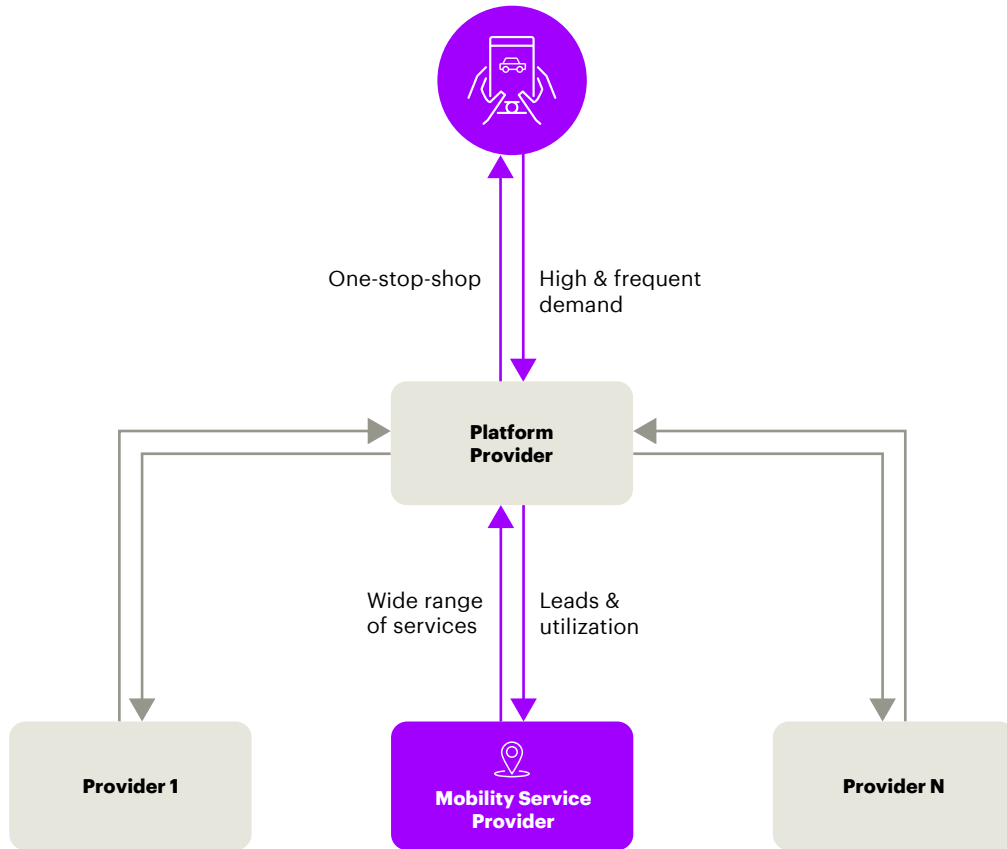 One-stop-shop
High & frequent
demand
Platform
Provider
Wide range
of services
Leads &
utilization
Provider 1
Mobility Service
Provider
Provider N